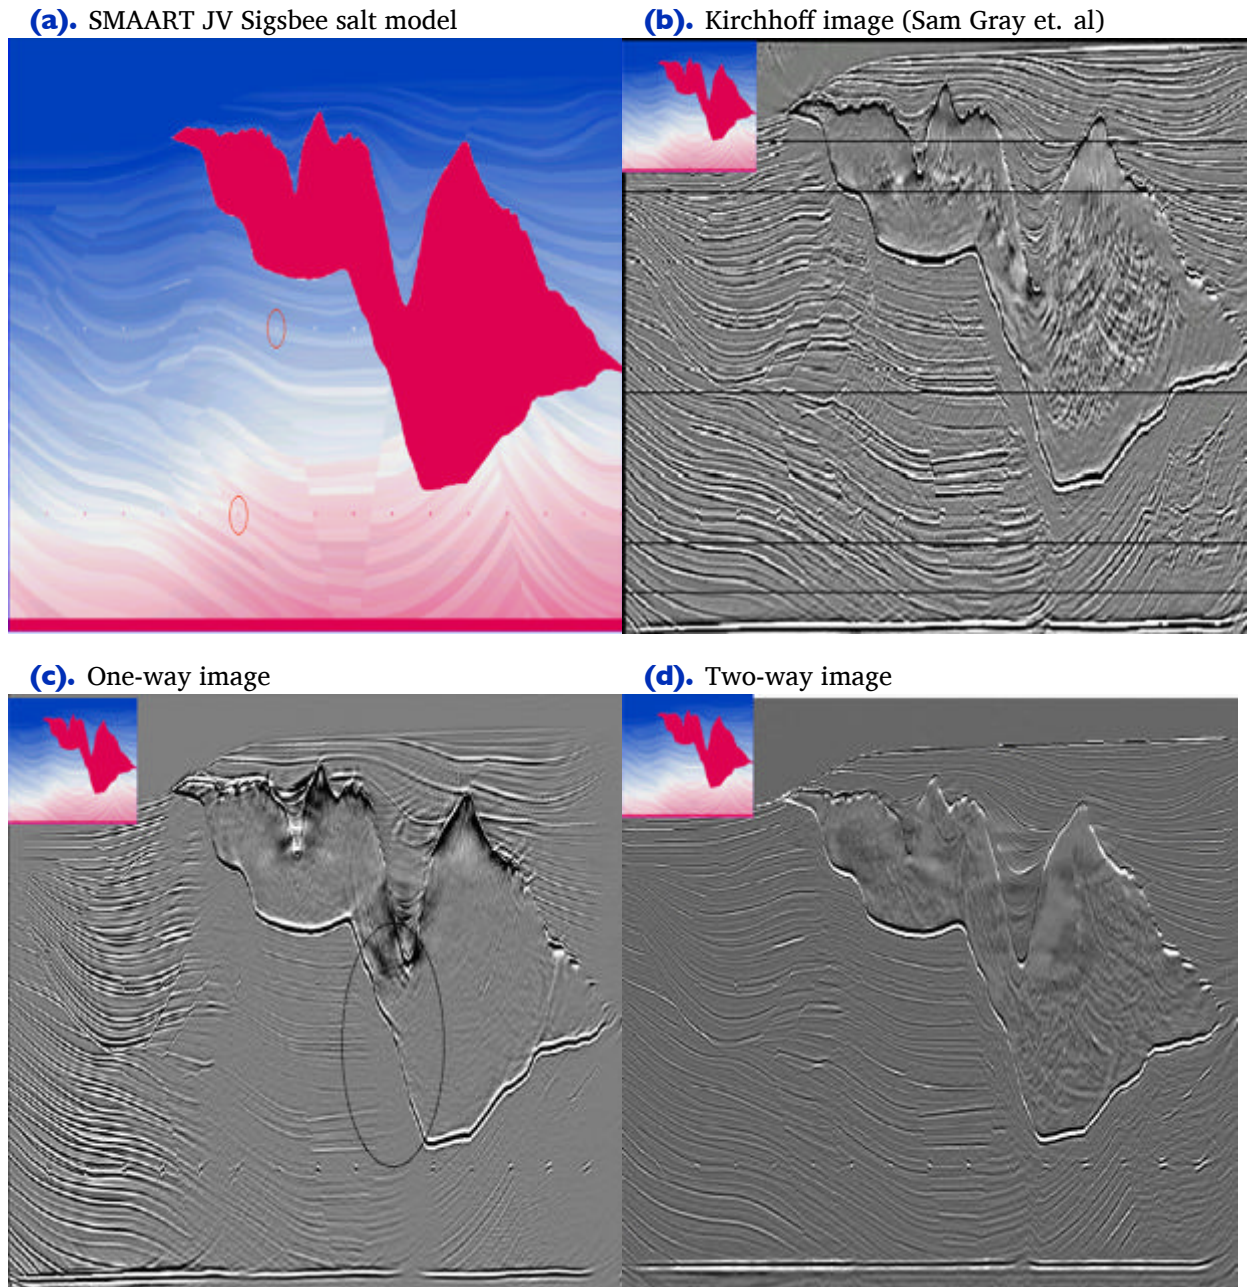 (a). SMAART JV Sigsbee salt model
(b). Kirchhoff image (Sam Gray et. al)
(c). One-way image
(d). Two-way image